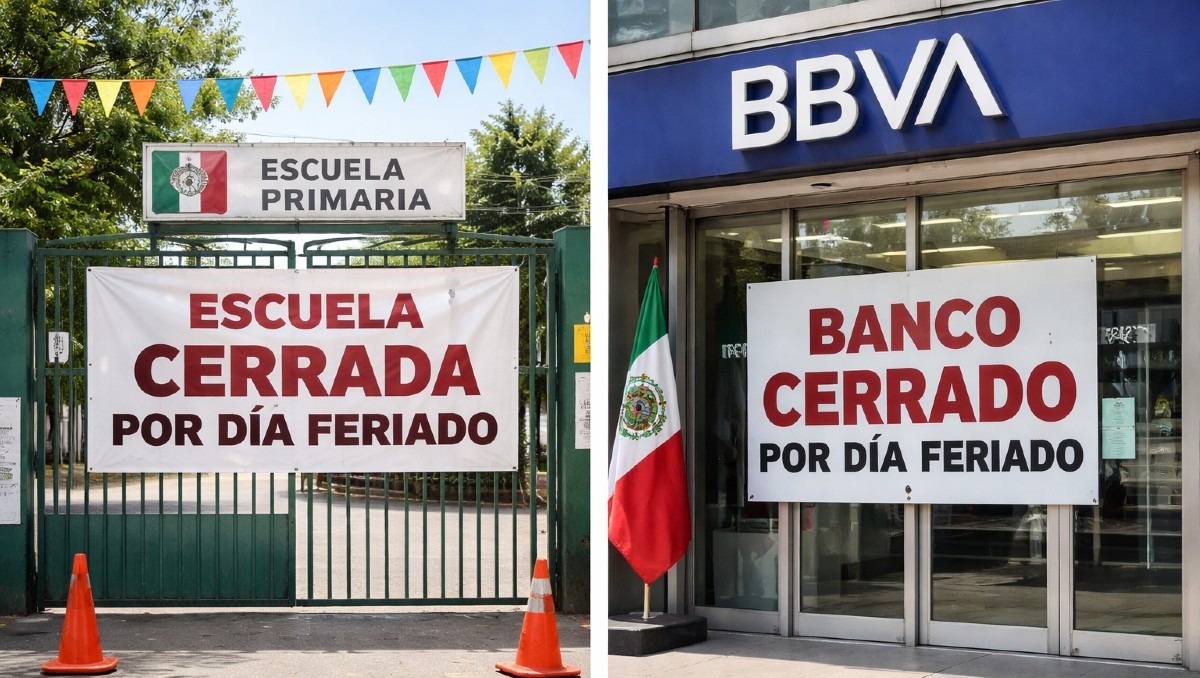 ESCUELA
PRIMARIA
ESCUELA
CERRADA
POR DÍA FERIADO
BBVA
BANCO
CERRADO
POR DÍA FERIADO